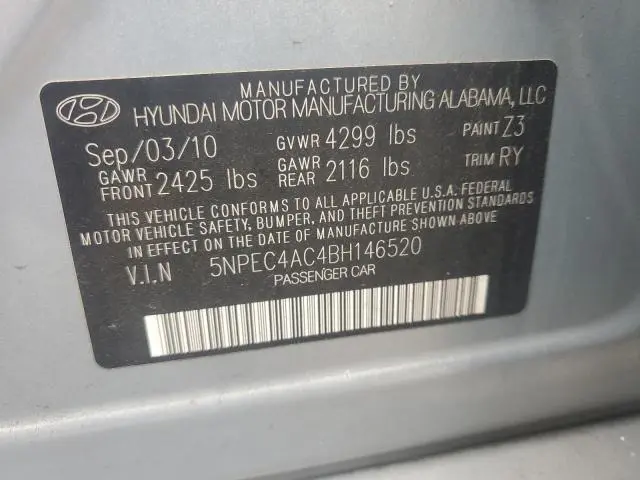 MANUFACTURED BY
HYUNDAI MOTOR MANUFACTURING ALABAMA, LLC
Sep/03/10 GVWR 4299 lbs PAINT Z3
GAWR FRONT 2425 lbs GAWR REAR 2116 lbs TRIM RY
THIS VEHICLE CONFORMS TO ALL APPLICABLE U.S.A. FEDERAL
MOTOR VEHICLE SAFETY, BUMPER, AND THEFT PREVENTION STANDARDS
IN EFFECT ON THE DATE OF MANUFACTURE SHOWN ABOVE
V.I.N 5NPEC4AC4BH146520
PASSENGER CAR